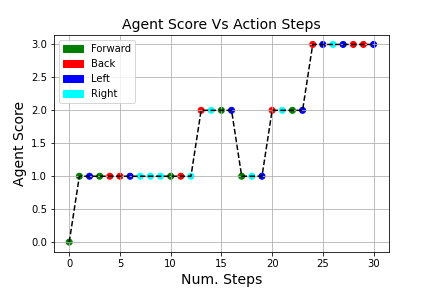 Agent Score Vs Action Steps
3.0
2.5
2.0
1.5
1.0
0.5
0.0
Agent Score
Forward
Back
Left
Right
0 5 10 15 20 25 30
Num. Steps